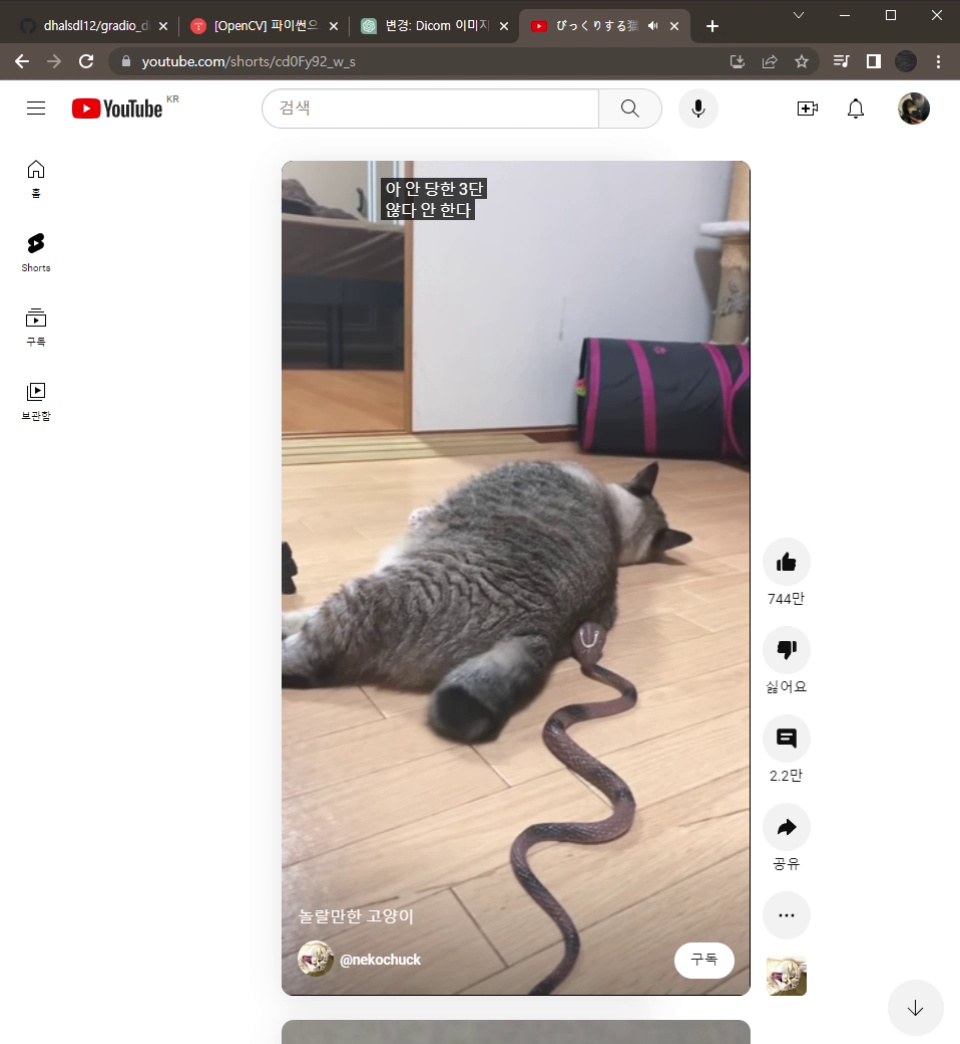 dhalsdl12/gradio_d
[OpenCV] 파이썬으
변경: Dicom 이미지
びっくりする猫
youtube.com/shorts/cd0Fy92_w_s
YouTube KR
검색
홈
Shorts
구독
보관함
아 안 당한 3단
않다 안 한다
744만
싫어요
2.2만
공유
놀랄만한 고양이
@nekochuck
구독